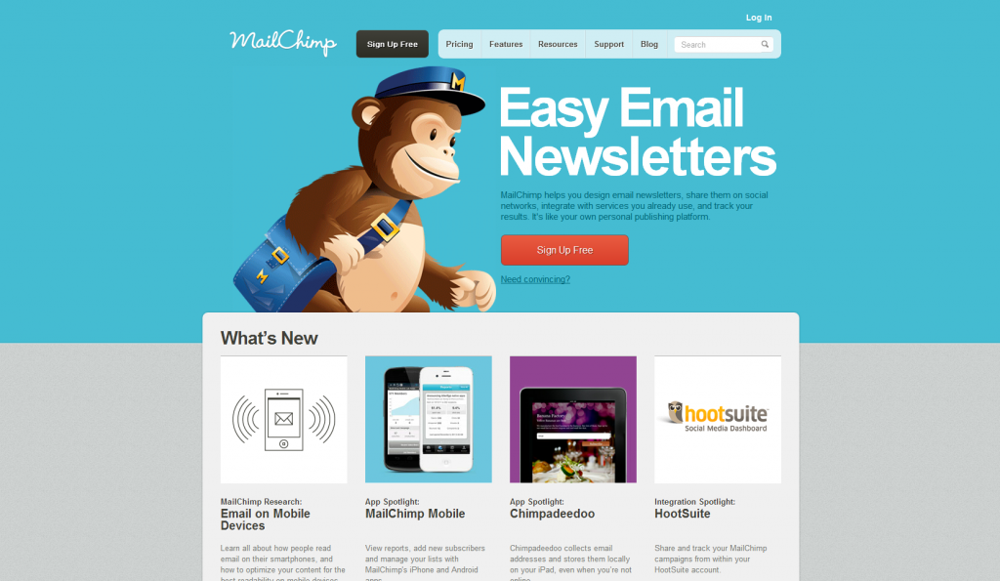 Log In
MailChimp
Sign Up Free
Pricing
Features
Resources
Support
Blog
Search
M
Easy Email
Newsletters
MailChimp helps you design email newsletters, share them on social
networks, integrate with services you already use, and track your
results. It's like your own personal publishing platform.
Sign Up Free
Need convincing?
M
What's New
hootsuite
Social Media Dashboard
MailChimp Research:
Email on Mobile
Devices
Learn all about how people read
email on their smartphones, and
how to optimize your content for the
best readability on mobile devices
App Spotlight:
MailChimp Mobile
View reports, add new subscribers
and manage your lists with
MailChimp's iPhone and Android
apps
App Spotlight:
Chimpadeedoo
Chimpadeedoo collects email
addresses and stores them locally
on your iPad, even when you're not
online
Integration Spotlight:
HootSuite
Share and track your MailChimp
campaigns from within your
HootSuite account.